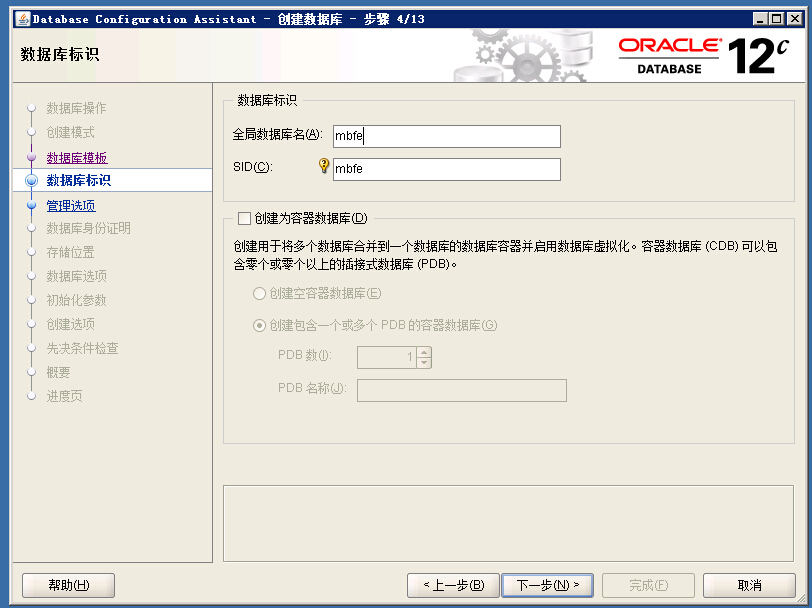 Database Configuration Assistant - 创建数据库 - 步骤 4/13
数据库标识
ORACLE®
DATABASE
12c
数据库操作
创建模式
数据库模板
数据库标识
管理选项
数据库身份证明
存储位置
数据库选项
初始化参数
创建选项
先决条件检查
概要
进度页
数据库标识
全局数据库名(A): mbfe
SID(C): mbfe
创建为容器数据库(D)
创建用于将多个数据库合并到一个数据库的数据库容器并启用数据库虚拟化。容器数据库 (CDB) 可以包
含零个或零个以上的插接式数据库 (PDB)。
创建空容器数据库(E)
创建包含一个或多个 PDB 的容器数据库(G)
PDB 数(I): 1
PDB 名称(J):
帮助(H)
< 上一步(B)
下一步(N) >
完成(F)
取消